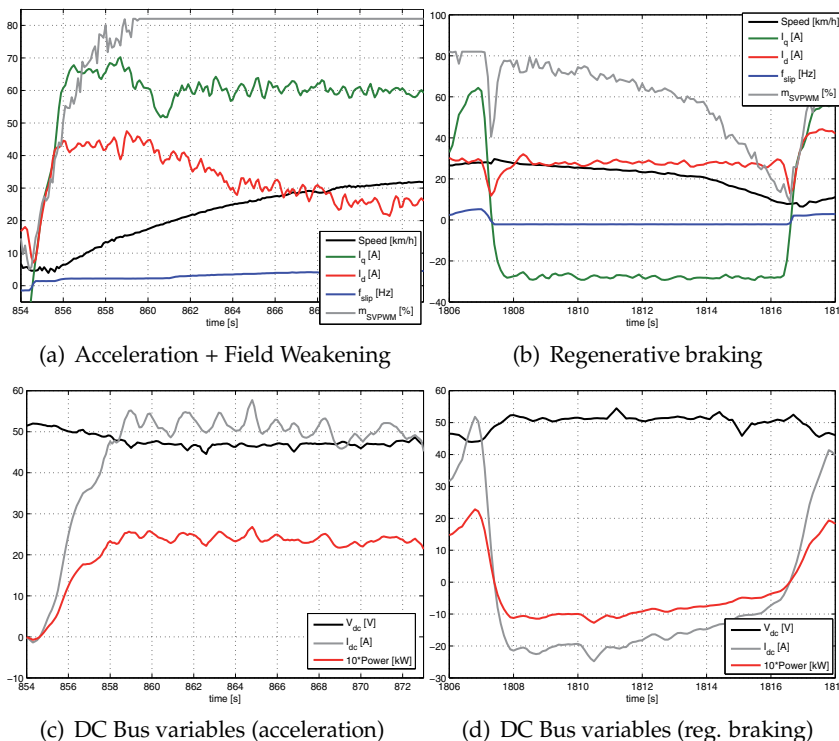 80
70
60
50
40
30
20
10
0
854 856 858 860 862 864 866 868
time [s]
Speed [km/h]
I_q [A]
I_d [A]
f_slip [Hz]
m_SVPWM [%]
(a) Acceleration + Field Weakening
100
80
60
40
20
0
−20
−40
1806 1808 1810 1812 1814 1816 181
time [s]
Speed [km/h]
I_q [A]
I_d [A]
f_slip [Hz]
m_SVPWM [%]
(b) Regenerative braking
60
50
40
30
20
10
0
−10
854 856 858 860 862 864 866 868 870 872
time [s]
V_dc [V]
I_dc [A]
10*Power [kW]
(c) DC Bus variables (acceleration)
60
50
40
30
20
10
0
−10
−20
−30
1806 1808 1810 1812 1814 1816 1818
time [s]
V_dc [V]
I_dc [A]
10*Power [kW]
(d) DC Bus variables (reg. braking)